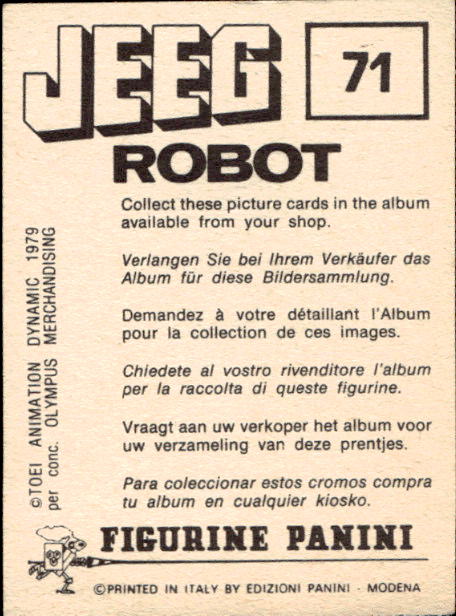 JEEG
71
ROBOT
Collect these picture cards in the album
available from your shop.
Verlangen Sie bei Ihrem Verkäufer das
Album für diese Bildersammlung.
Demandez à votre détaillant l'Album
pour la collection de ces images.
Chiedete al vostro rivenditore l'album
per la raccolta di queste figurine.
Vraagt aan uw verkoper het album voor
uw verzameling van deze prentjes.
Para coleccionar estos cromos compra
tu album en cualquier kiosko.
©TOEI ANIMATION DYNAMIC 1979
per conc. OLYMPUS MERCHANDISING
FIGURINE PANINI
©PRINTED IN ITALY BY EDIZIONI PANINI - MODENA